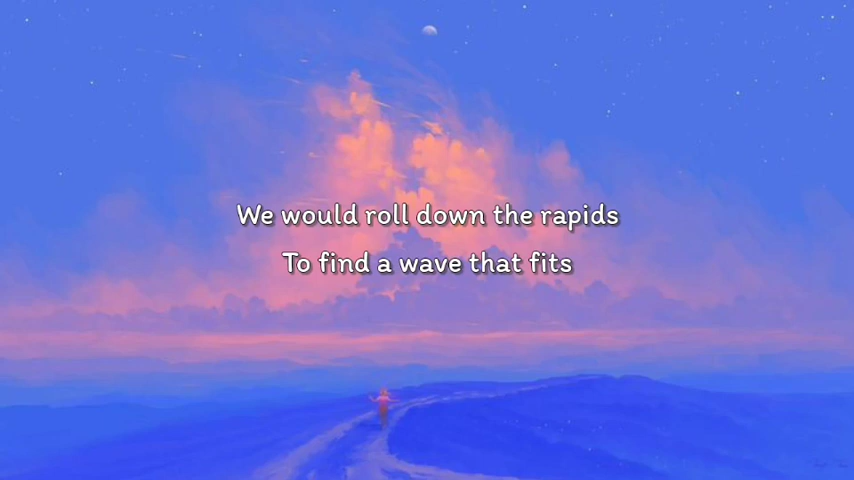 We would roll down the rapids
To find a wave that fits